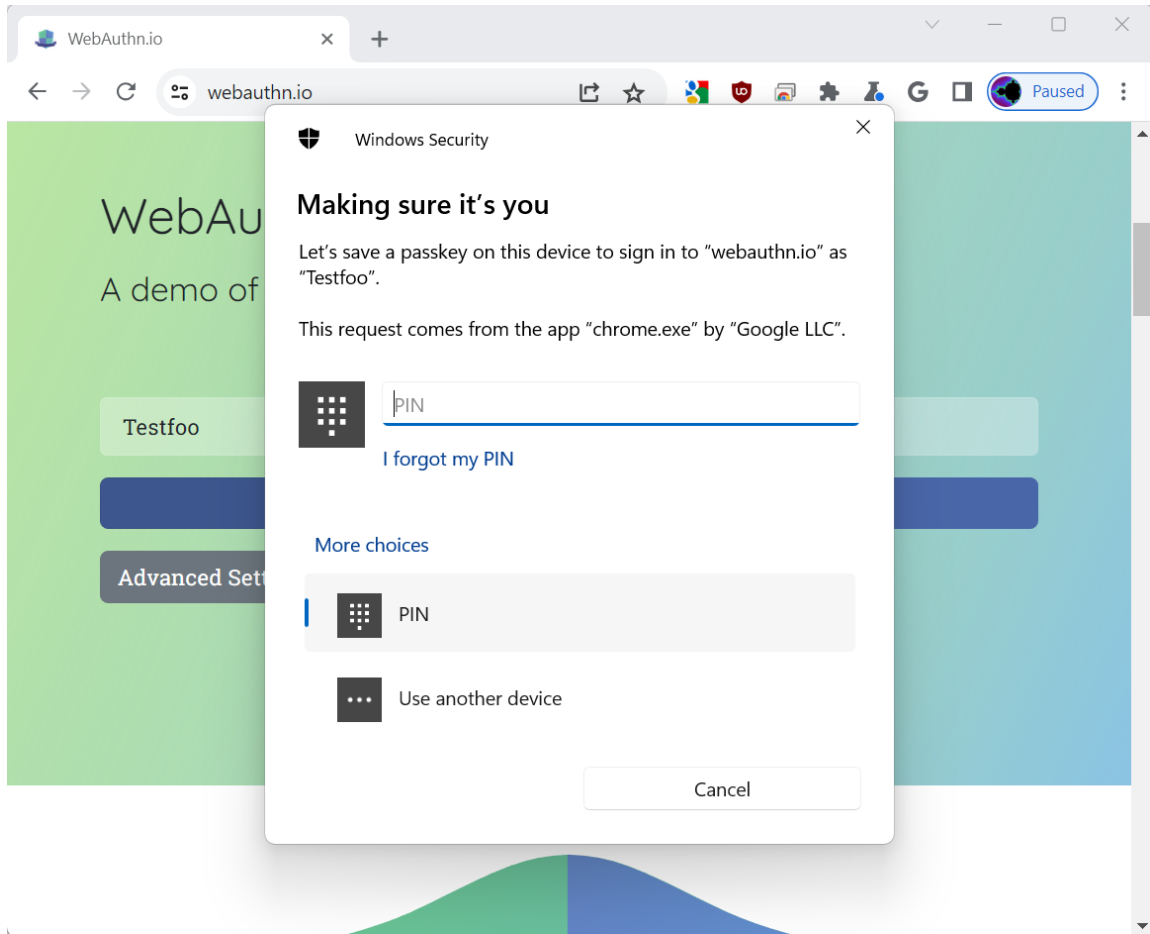 WebAuthn.io
webauthn.io
Paused
Windows Security
WebAu
Making sure it’s you
Let’s save a passkey on this device to sign in to “webauthn.io” as
“Testfoo”.
A demo of
This request comes from the app “chrome.exe” by “Google LLC”.
PIN
Testfoo
I forgot my PIN
More choices
Advanced Sett
PIN
Use another device
Cancel